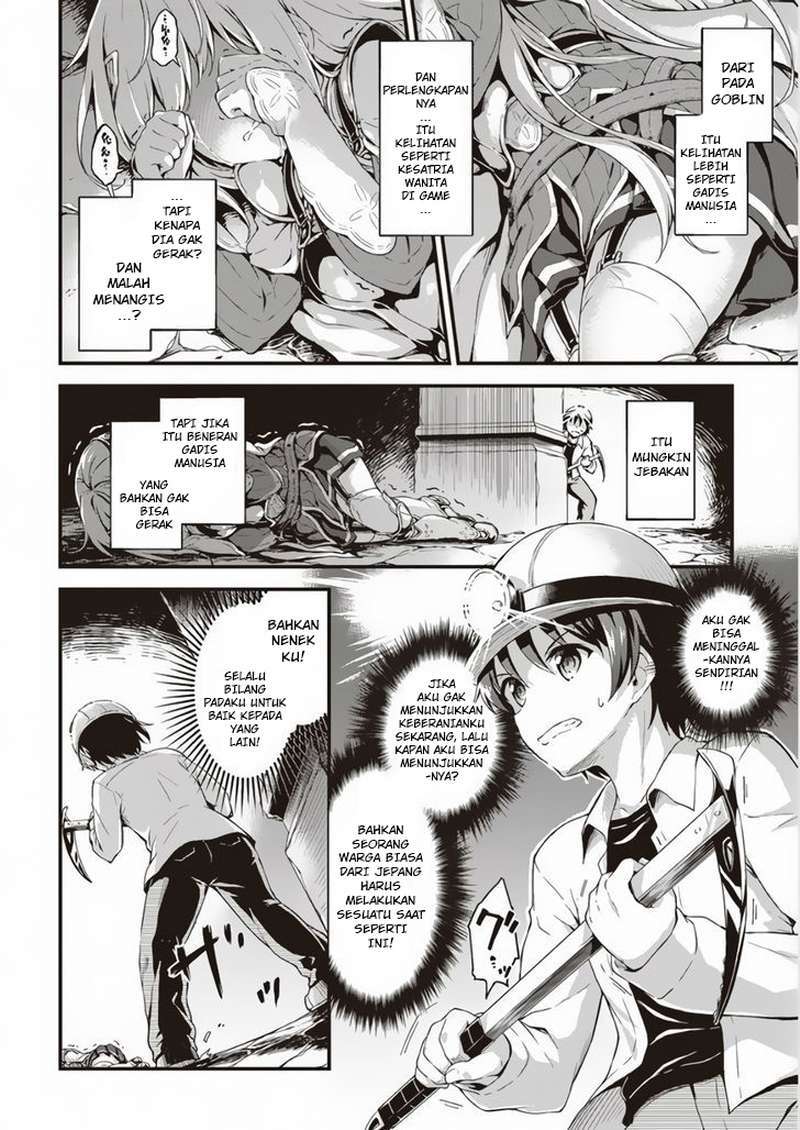 DARI
PADA
GOBLIN
ITU
KELIHATAN
LEBIH
SEPERTI
GADIS
MANUSIA
...
DAN
PERLENGKAPAN
NYA
...
ITU
KELIHATAN
SEPERTI
KESATRIA
WANITA
DI GAME
...
...
TAPI
KENAPA
DIA GAK
GERAK?
DAN
MALAH
MENANGIS
...?
ITU
MUNGKIN
JEBAKAN
TAPI JIKA
ITU BENERAN
GADIS
MANUSIA
YANG
BAHKAN GAK
BISA
GERAK
AKU GAK
BISA
MENINGGAL
-KANNYA
SENDIRIAN
!!!
JIKA
AKU GAK
MENUNJUKKAN
KEBERANIANKU
SEKARANG, LALU
KAPAN AKU BISA
MENUNJUKKAN
-NYA?
BAHKAN
SEORANG
WARGA BIASA
DARI JEPANG
HARUS
MELAKUKAN
SESUATU SAAT
SEPERTI
INI!
BAHKAN
NENEK
KU!
SELALU
BILANG
PADAKU UNTUK
BAIK KEPADA
YANG
LAIN!